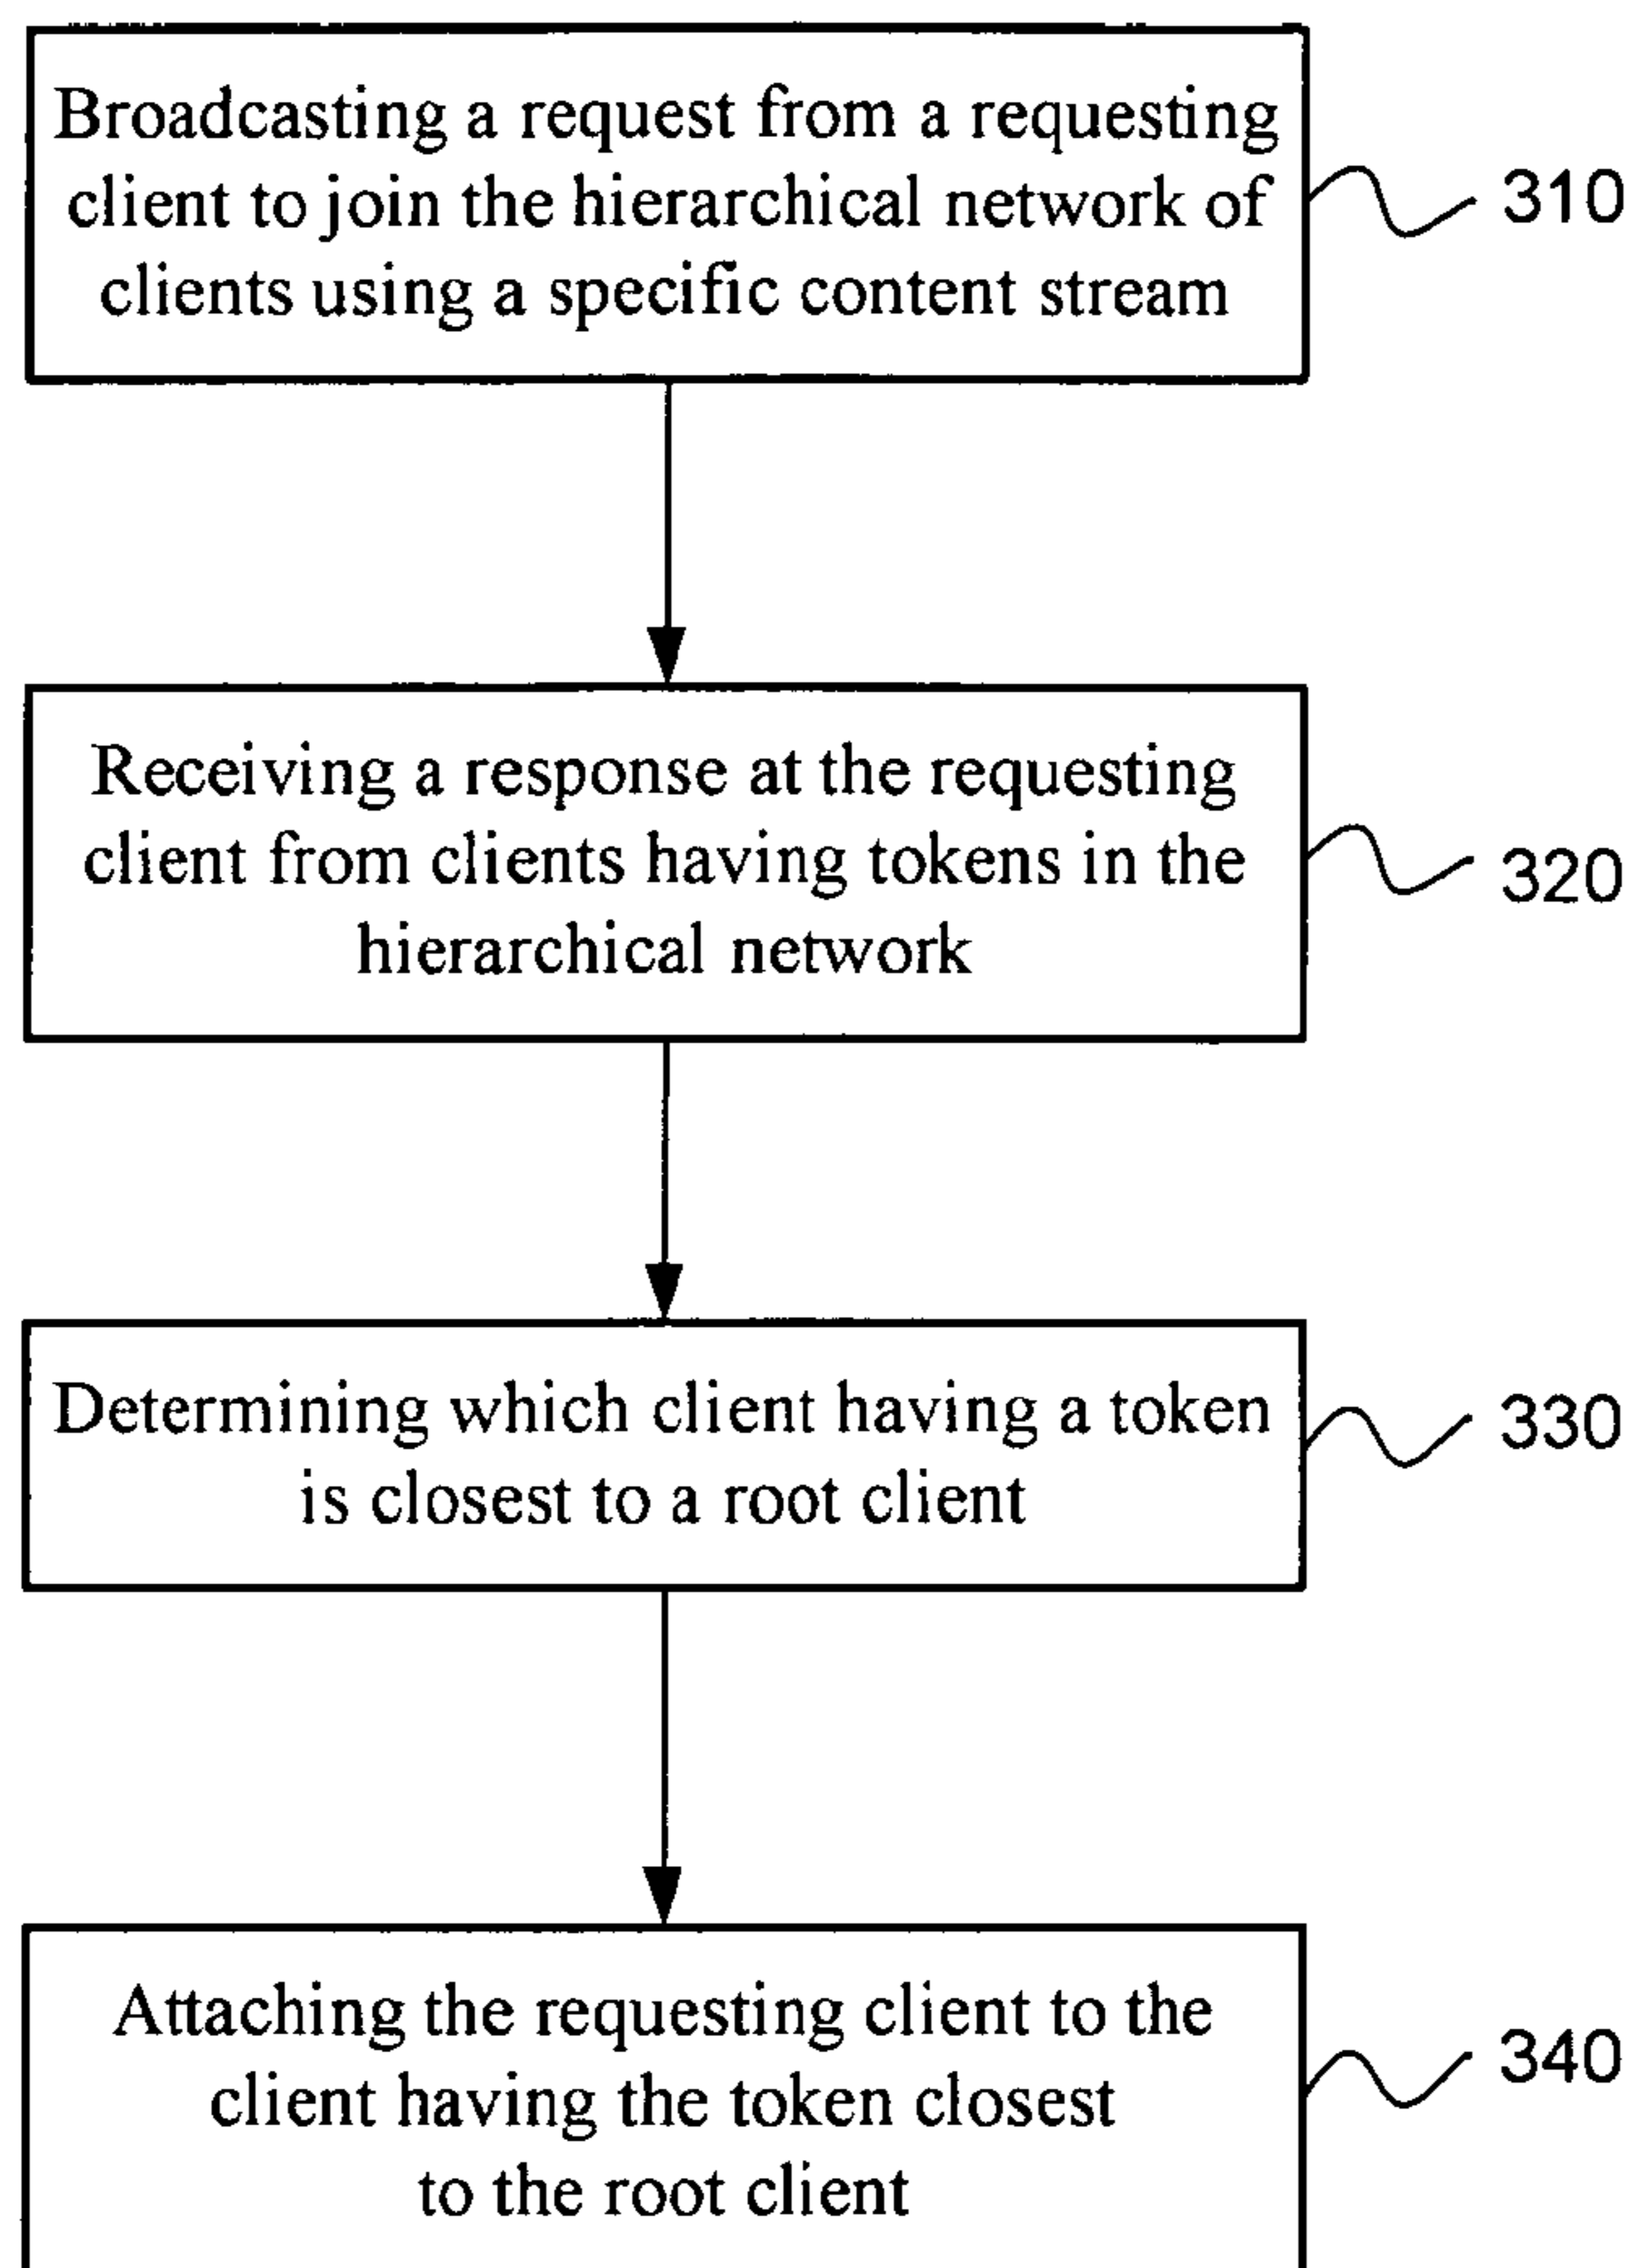 Broadcasting a request from a requesting
client to join the hierarchical network of
clients using a specific content stream
310
Receiving a response at the requesting
client from clients having tokens in the
hierarchical network
320
Determining which client having a token
is closest to a root client
330
Attaching the requesting client to the
client having the token closest
to the root client
340